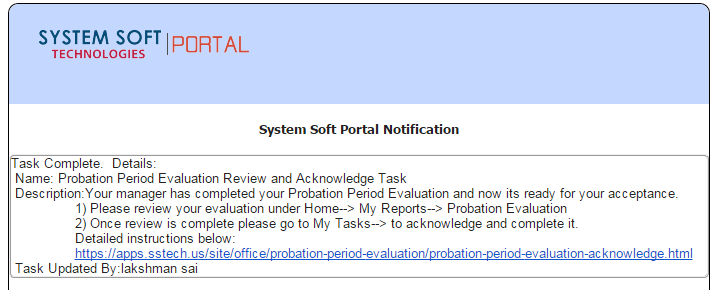 SYSTEM SOFT PORTAL
TECHNOLOGIES
System Soft Portal Notification
Task Complete. Details:
Name: Probation Period Evaluation Review and Acknowledge Task
Description:Your manager has completed your Probation Period Evaluation and now its ready for your acceptance.
1) Please review your evaluation under Home--> My Reports--> Probation Evaluation
2) Once review is complete please go to My Tasks--> to acknowledge and complete it.
Detailed instructions below:
https://apps.sstech.us/site/office/probation-period-evaluation/probation-period-evaluation-acknowledge.html
Task Updated By:lakshman sai